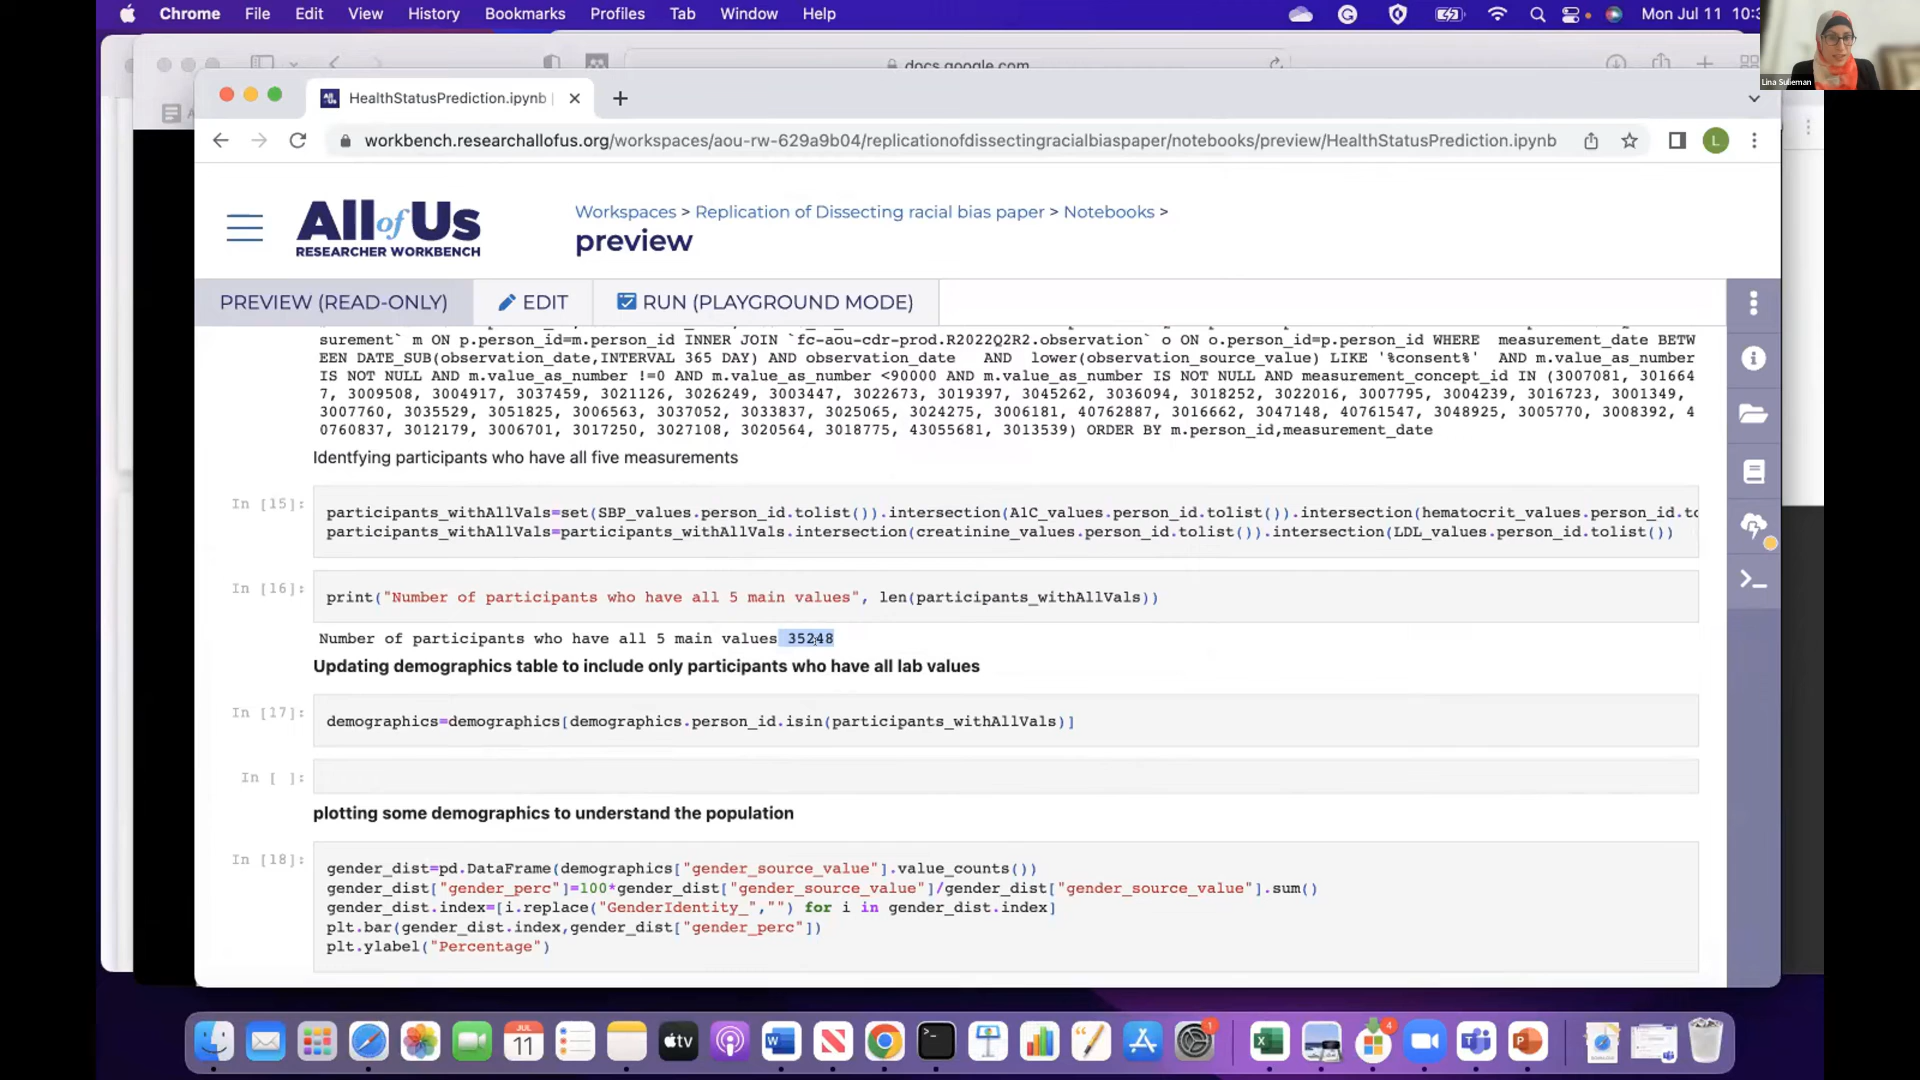 Chrome File Edit View History Bookmarks Profiles Tab Window Help Mon Jul 11 10:3
docs.google.com
HealthStatusPrediction.ipynb
Lina Sulieman
workbench.researchallofus.org/workspaces/aou-rw-629a9b04/replicationofdissectingracialbiaspaper/notebooks/preview/HealthStatusPrediction.ipynb
L
All of Us
RESEARCHER WORKBENCH
Workspaces > Replication of Dissecting racial bias paper > Notebooks >
preview
PREVIEW (READ-ONLY) EDIT RUN (PLAYGROUND MODE)
surement` m ON p.person_id=m.person_id INNER JOIN `fc-aou-cdr-prod.R2022Q2R2.observation` o ON o.person_id=p.person_id WHERE measurement_date BETW
EEN DATE_SUB(observation_date,INTERVAL 365 DAY) AND observation_date AND lower(observation_source_value) LIKE '%consent%' AND m.value_as_number
IS NOT NULL AND m.value_as_number !=0 AND m.value_as_number <90000 AND m.value_as_number IS NOT NULL AND measurement_concept_id IN (3007081, 301664
7, 3009508, 3004917, 3037459, 3021126, 3026249, 3003447, 3022673, 3019397, 3045262, 3036094, 3018252, 3022016, 3007795, 3004239, 3016723, 3001349,
3007760, 3035529, 3051825, 3006563, 3037052, 3033837, 3025065, 3024275, 3006181, 40762887, 3016662, 3047148, 40761547, 3048925, 3005770, 3008392, 4
0760837, 3012179, 3006701, 3017250, 3027108, 3020564, 3018775, 43055681, 3013539) ORDER BY m.person_id,measurement_date
Identfying participants who have all five measurements
In [15]: participants_withAllVals=set(SBP_values.person_id.tolist()).intersection(A1C_values.person_id.tolist()).intersection(hematocrit_values.person_id.to
participants_withAllVals=participants_withAllVals.intersection(creatinine_values.person_id.tolist()).intersection(LDL_values.person_id.tolist())
In [16]: print("Number of participants who have all 5 main values", len(participants_withAllVals))
Number of participants who have all 5 main values 35248
Updating demographics table to include only participants who have all lab values
In [17]: demographics=demographics[demographics.person_id.isin(participants_withAllVals)]
In [ ]:
plotting some demographics to understand the population
In [18]: gender_dist=pd.DataFrame(demographics["gender_source_value"].value_counts())
gender_dist["gender_perc"]=100*gender_dist["gender_source_value"]/gender_dist["gender_source_value"].sum()
gender_dist.index=[i.replace("GenderIdentity_","") for i in gender_dist.index]
plt.bar(gender_dist.index,gender_dist["gender_perc"])
plt.ylabel("Percentage")
JUL
11
tv
1
4